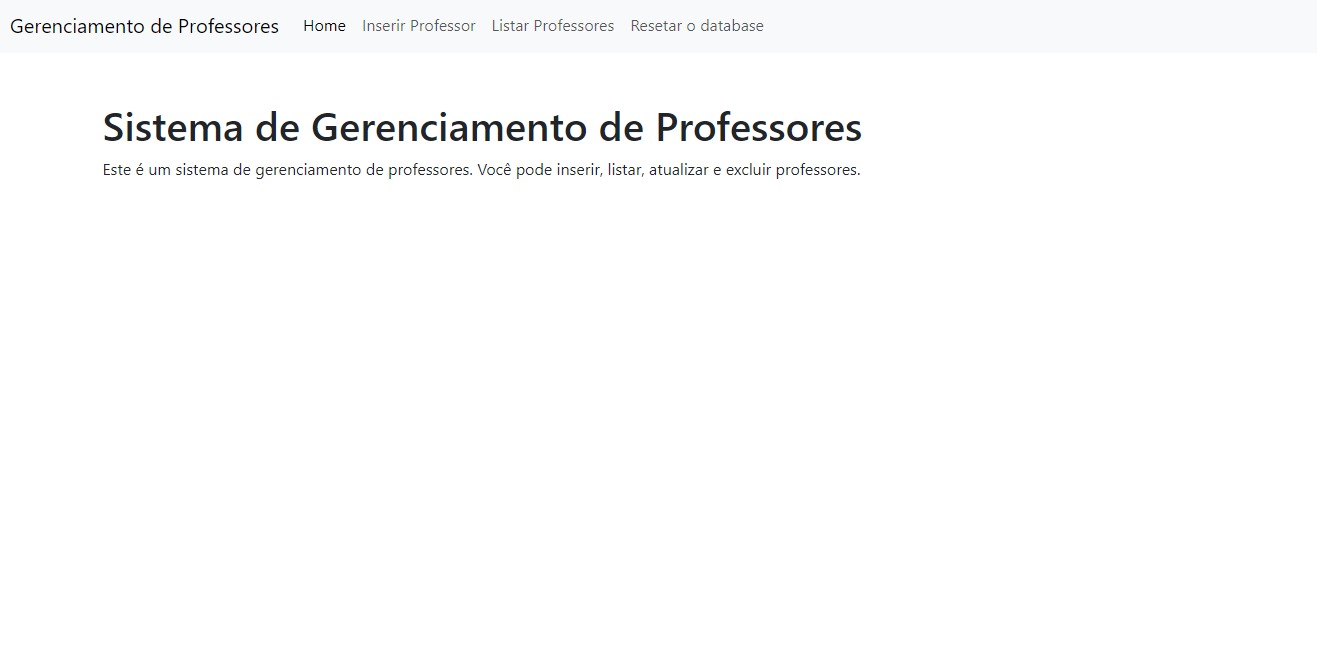 Gerenciamento de Professores Home Inserir Professor Listar Professores Resetar o database
Sistema de Gerenciamento de Professores
Este é um sistema de gerenciamento de professores. Você pode inserir, listar, atualizar e excluir professores.